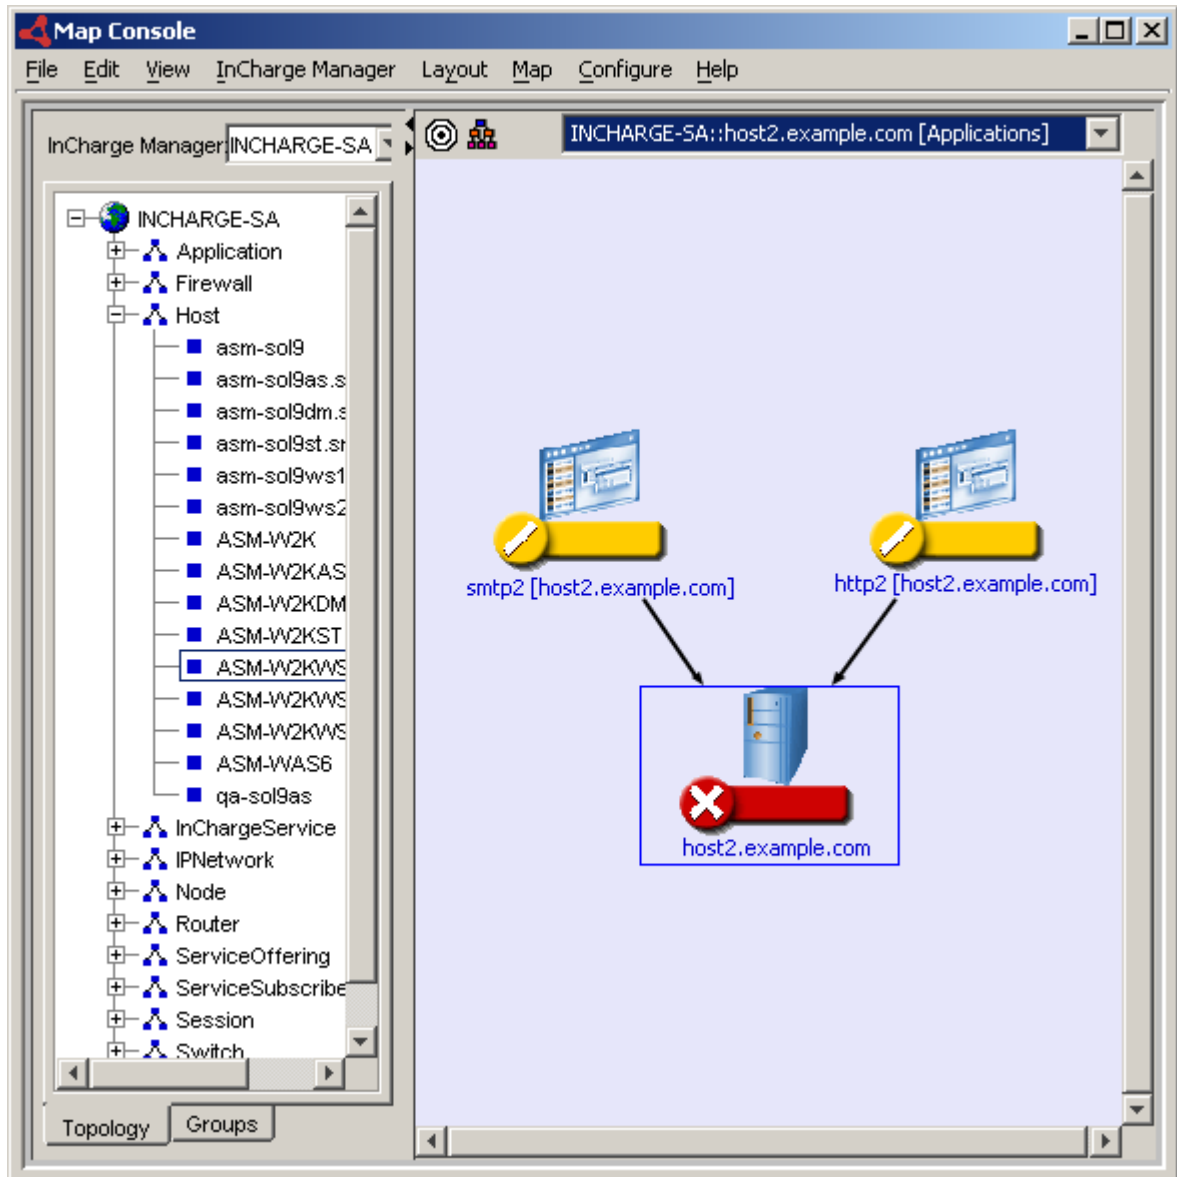 Map Console
File Edit View InCharge Manager Layout Map Configure Help
InCharge Manager: INCHARGE-SA
INCHARGE-SA::host2.example.com [Applications]
INCHARGE-SA
Application
Firewall
Host
asm-sol9
asm-sol9as.s
asm-sol9dm.s
asm-sol9st.sr
asm-sol9ws1
asm-sol9ws2
ASM-W2K
ASM-W2KAS
ASM-W2KDM
ASM-W2KST
ASM-W2KWS
ASM-W2KWS
ASM-W2KWS
ASM-WAS6
qa-sol9as
InChargeService
IPNetwork
Node
Router
ServiceOffering
ServiceSubscribe
Session
Switch
Topology Groups
smtp2 [host2.example.com]
http2 [host2.example.com]
host2.example.com